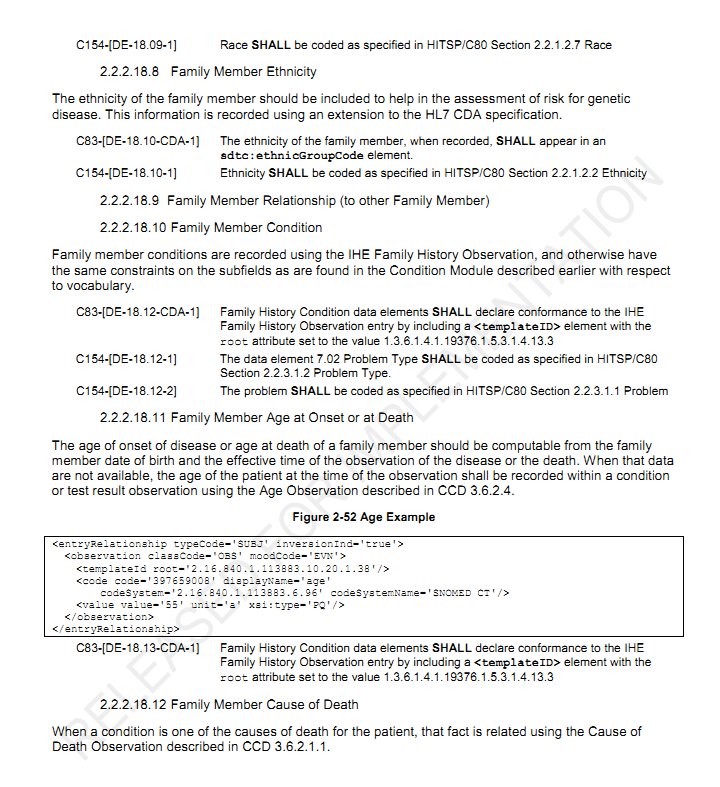 C154-[DE-18.09-1] Race SHALL be coded as specified in HITSP/C80 Section 2.2.1.2.7 Race
2.2.2.18.8 Family Member Ethnicity
The ethnicity of the family member should be included to help in the assessment of risk for genetic
disease. This information is recorded using an extension to the HL7 CDA specification.
C83-[DE-18.10-CDA-1] The ethnicity of the family member, when recorded, SHALL appear in an
sdtc:ethnicGroupCode element.
C154-[DE-18.10-1] Ethnicity SHALL be coded as specified in HITSP/C80 Section 2.2.1.2.2 Ethnicity
2.2.2.18.9 Family Member Relationship (to other Family Member)
2.2.2.18.10 Family Member Condition
Family member conditions are recorded using the IHE Family History Observation, and otherwise have
the same constraints on the subfields as are found in the Condition Module described earlier with respect
to vocabulary.
C83-[DE-18.12-CDA-1] Family History Condition data elements SHALL declare conformance to the IHE
Family History Observation entry by including a <templateID> element with the
root attribute set to the value 1.3.6.1.4.1.19376.1.5.3.1.4.13.3
C154-[DE-18.12-1] The data element 7.02 Problem Type SHALL be coded as specified in HITSP/C80
Section 2.2.3.1.2 Problem Type.
C154-[DE-18.12-2] The problem SHALL be coded as specified in HITSP/C80 Section 2.2.3.1.1 Problem
2.2.2.18.11 Family Member Age at Onset or at Death
The age of onset of disease or age at death of a family member should be computable from the family
member date of birth and the effective time of the observation of the disease or the death. When that data
are not available, the age of the patient at the time of the observation shall be recorded within a condition
or test result observation using the Age Observation described in CCD 3.6.2.4.
Figure 2-52 Age Example
<entryRelationship typeCode='SUBJ' inversionInd='true'>
<observation classCode='OBS' moodCode='EVN'>
<templateId root='2.16.840.1.113883.10.20.1.38'/>
<code code='397659008' displayName='age'
codeSystem='2.16.840.1.113883.6.96' codeSystemName='SNOMED CT'/>
<value value='55' unit='a' xsi:type='PQ'/>
</observation>
</entryRelationship>
C83-[DE-18.13-CDA-1] Family History Condition data elements SHALL declare conformance to the IHE
Family History Observation entry by including a <templateID> element with the
root attribute set to the value 1.3.6.1.4.1.19376.1.5.3.1.4.13.3
2.2.2.18.12 Family Member Cause of Death
When a condition is one of the causes of death for the patient, that fact is related using the Cause of
Death Observation described in CCD 3.6.2.1.1.
RELEASED FOR IMPLEMENTATION